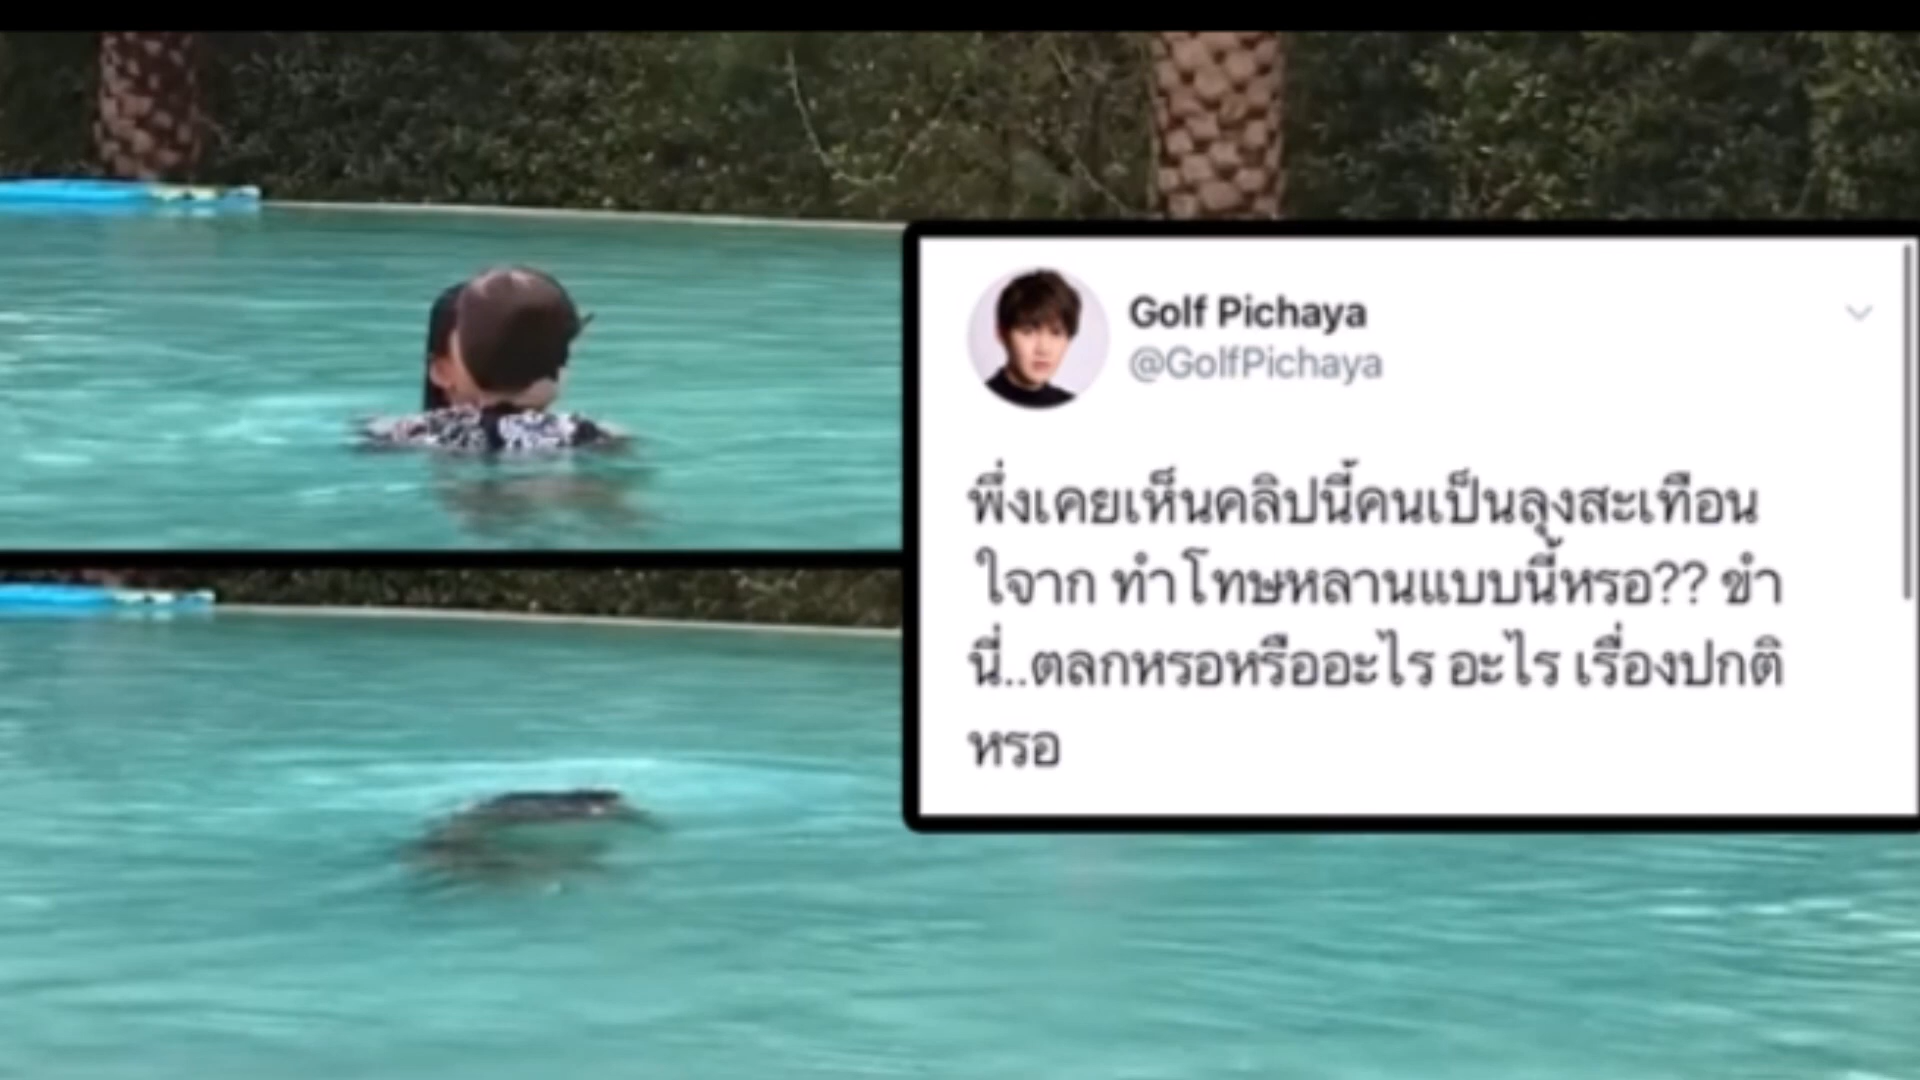 Golf Pichaya
@GolfPichaya
พึ่งเคยเห็นคลิปนี้คนเป็นลุงสะเทือน
ใจาก ทำโทษหลานแบบนี้หรอ?? ขำ
นี่..ตลกหรอหรืออะไร อะไร เรื่องปกติ
หรอ